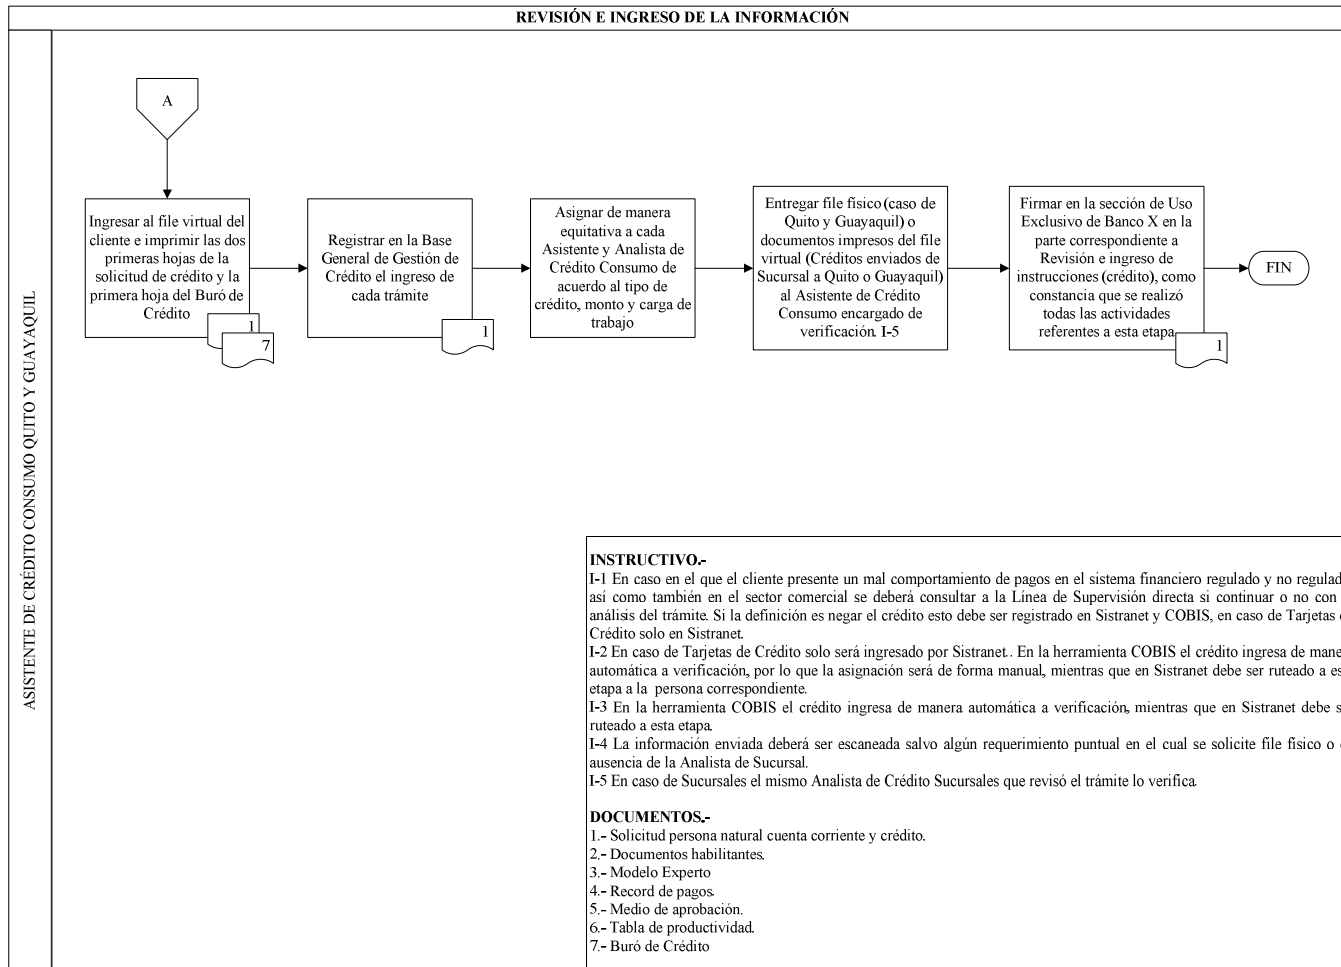 REVISIÓN E INGRESO DE LA INFORMACIÓN
ASISTENTE DE CRÉDITO CONSUMO QUITO Y GUAYAQUIL
A
Ingresar al file virtual del
cliente e imprimir las dos
primeras hojas de la
solicitud de crédito y la
primera hoja del Buró de
Crédito
1
7
Registrar en la Base
General de Gestión de
Crédito el ingreso de
cada trámite
1
Asignar de manera
equitativa a cada
Asistente y Analista de
Crédito Consumo de
acuerdo al tipo de
crédito, monto y carga de
trabajo
Entregar file físico (caso de
Quito y Guayaquil) o
documentos impresos del file
virtual (Créditos enviados de
Sucursal a Quito o Guayaquil)
al Asistente de Crédito
Consumo encargado de
verificación. I-5
Firmar en la sección de Uso
Exclusivo de Banco X en la
parte correspondiente a
Revisión e ingreso de
instrucciones (crédito), como
constancia que se realizó
todas las actividades
referentes a esta etapa.
1
FIN
INSTRUCTIVO.-
I-1 En caso en el que el cliente presente un mal comportamiento de pagos en el sistema financiero regulado y no regulad
así como también en el sector comercial se deberá consultar a la Línea de Supervisión directa si continuar o no con
análisis del trámite. Si la definición es negar el crédito esto debe ser registrado en Sistranet y COBIS, en caso de Tarjetas
Crédito solo en Sistranet.
I-2 En caso de Tarjetas de Crédito solo será ingresado por Sistranet.. En la herramienta COBIS el crédito ingresa de mane
automática a verificación, por lo que la asignación será de forma manual, mientras que en Sistranet debe ser ruteado a es
etapa a la persona correspondiente.
I-3 En la herramienta COBIS el crédito ingresa de manera automática a verificación, mientras que en Sistranet debe s
ruteado a esta etapa.
I-4 La información enviada deberá ser escaneada salvo algún requerimiento puntual en el cual se solicite file físico o
ausencia de la Analista de Sucursal.
I-5 En caso de Sucursales el mismo Analista de Crédito Sucursales que revisó el trámite lo verifica.
DOCUMENTOS.-
1.- Solicitud persona natural cuenta corriente y crédito.
2.- Documentos habilitantes.
3.- Modelo Experto
4.- Record de pagos.
5.- Medio de aprobación.
6.- Tabla de productividad.
7.- Buró de Crédito